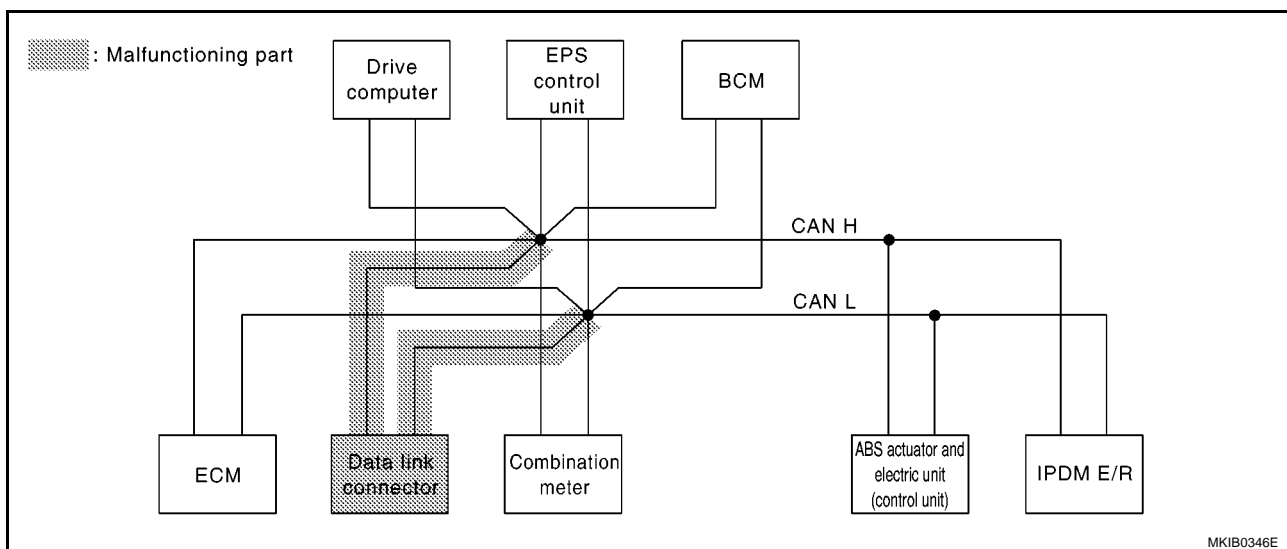 : Malfunctioning part
Drive
computer
EPS
control
unit
BCM
CAN H
CAN L
ECM
Data link
connector
Combination
meter
ABS actuator and
electric unit
(control unit)
IPDM E/R
MKIB0346E